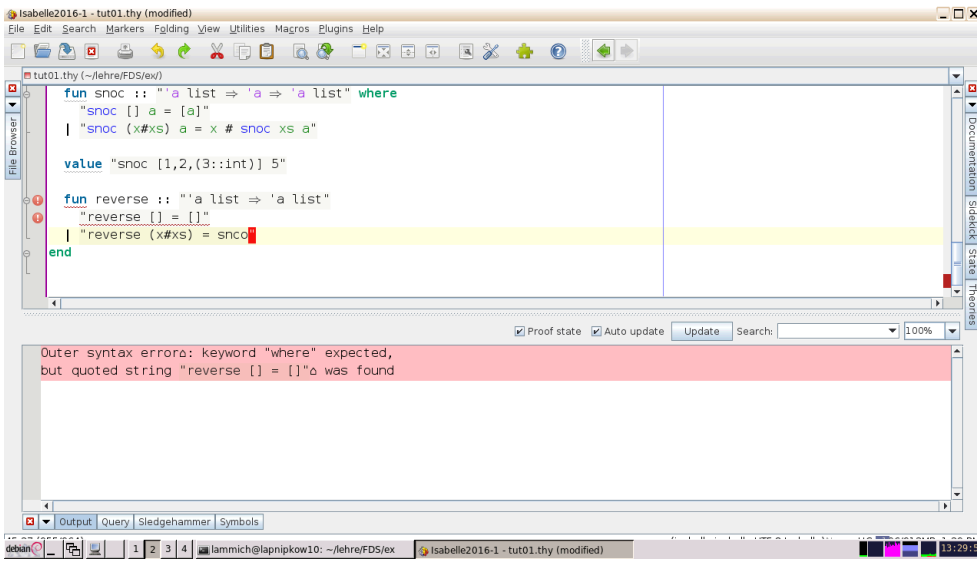 Isabelle2016-1 - tut01.thy (modified)
File Edit Search Markers Folding View Utilities Macros Plugins Help
tut01.thy (~/lehre/FDS/ex/)
fun snoc :: "'a list ⇒ 'a ⇒ 'a list" where
"snoc [] a = [a]"
| "snoc (x#xs) a = x # snoc xs a"
value "snoc [1,2,(3::int)] 5"
fun reverse :: "'a list ⇒ 'a list"
"reverse [] = []"
| "reverse (x#xs) = snco"
end
File Browser
Documentation
Sidekick
State
Theories
Proof state Auto update Update Search: 100%
Outer syntax error⌂: keyword "where" expected,
but quoted string "reverse [] = []"⌂ was found
Output Query Sledgehammer Symbols
debian 1 2 3 4 lammich@lapnipkow10: ~/lehre/FDS/ex Isabelle2016-1 - tut01.thy (modified)